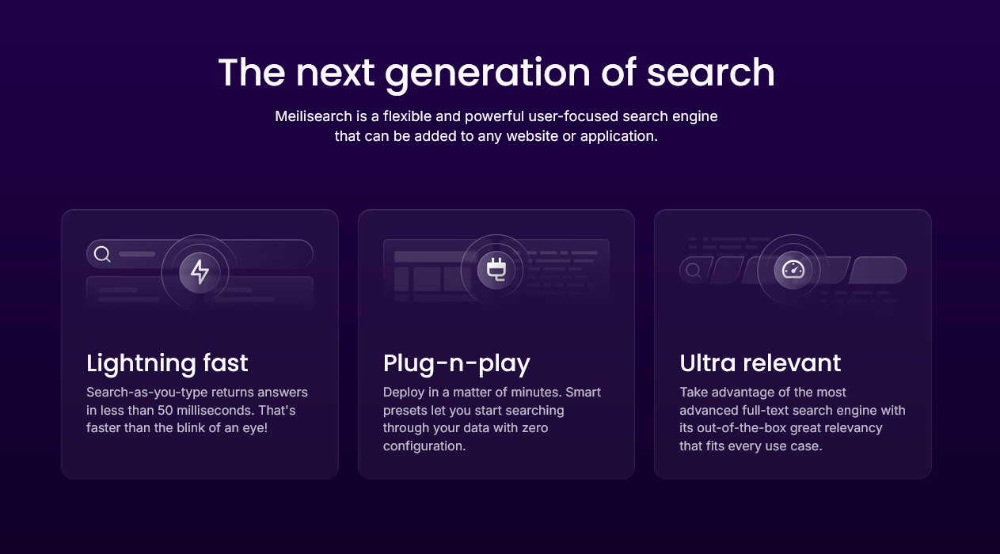 The next generation of search
Meilisearch is a flexible and powerful user-focused search engine
that can be added to any website or application.
Lightning fast
Search-as-you-type returns answers
in less than 50 milliseconds. That's
faster than the blink of an eye!
Plug-n-play
Deploy in a matter of minutes. Smart
presets let you start searching
through your data with zero
configuration.
Ultra relevant
Take advantage of the most
advanced full-text search engine with
its out-of-the-box great relevancy
that fits every use case.